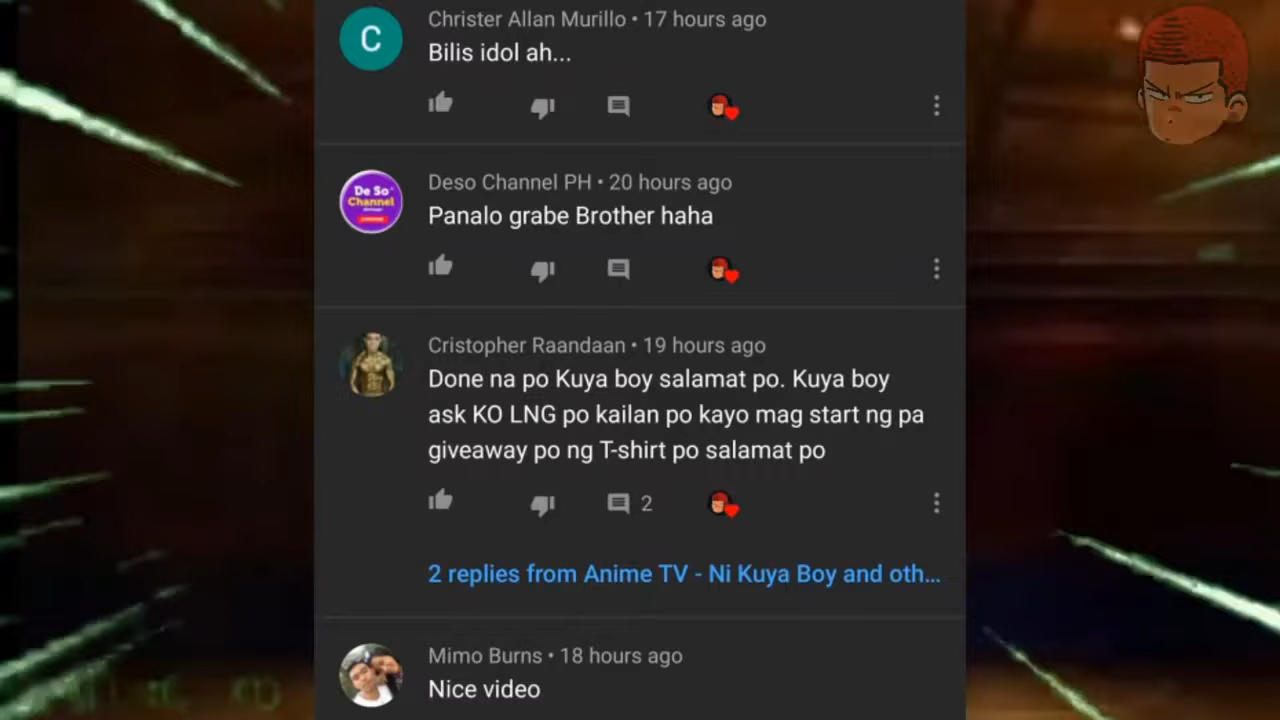 C
Christer Allan Murillo • 17 hours ago
Bilis idol ah...
De So
Channel
Deso Channel PH • 20 hours ago
Panalo grabe Brother haha
Cristopher Raandaan • 19 hours ago
Done na po Kuya boy salamat po. Kuya boy
ask KO LNG po kailan po kayo mag start ng pa
giveaway po ng T-shirt po salamat po
2
2 replies from Anime TV - Ni Kuya Boy and oth...
Mimo Burns • 18 hours ago
Nice video